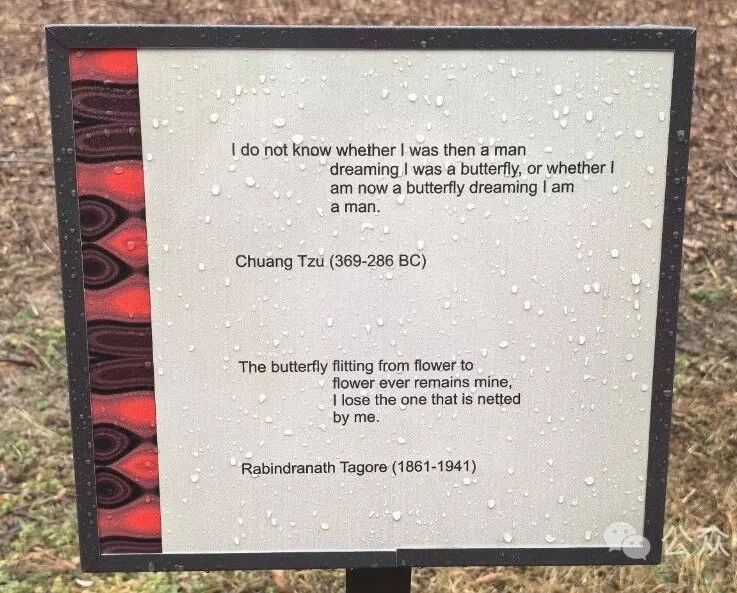 I do not know whether I was then a man
dreaming I was a butterfly, or whether I
am now a butterfly dreaming I am
a man.
Chuang Tzu (369-286 BC)
The butterfly flitting from flower to
flower ever remains mine,
I lose the one that is netted
by me.
Rabindranath Tagore (1861-1941)
公众